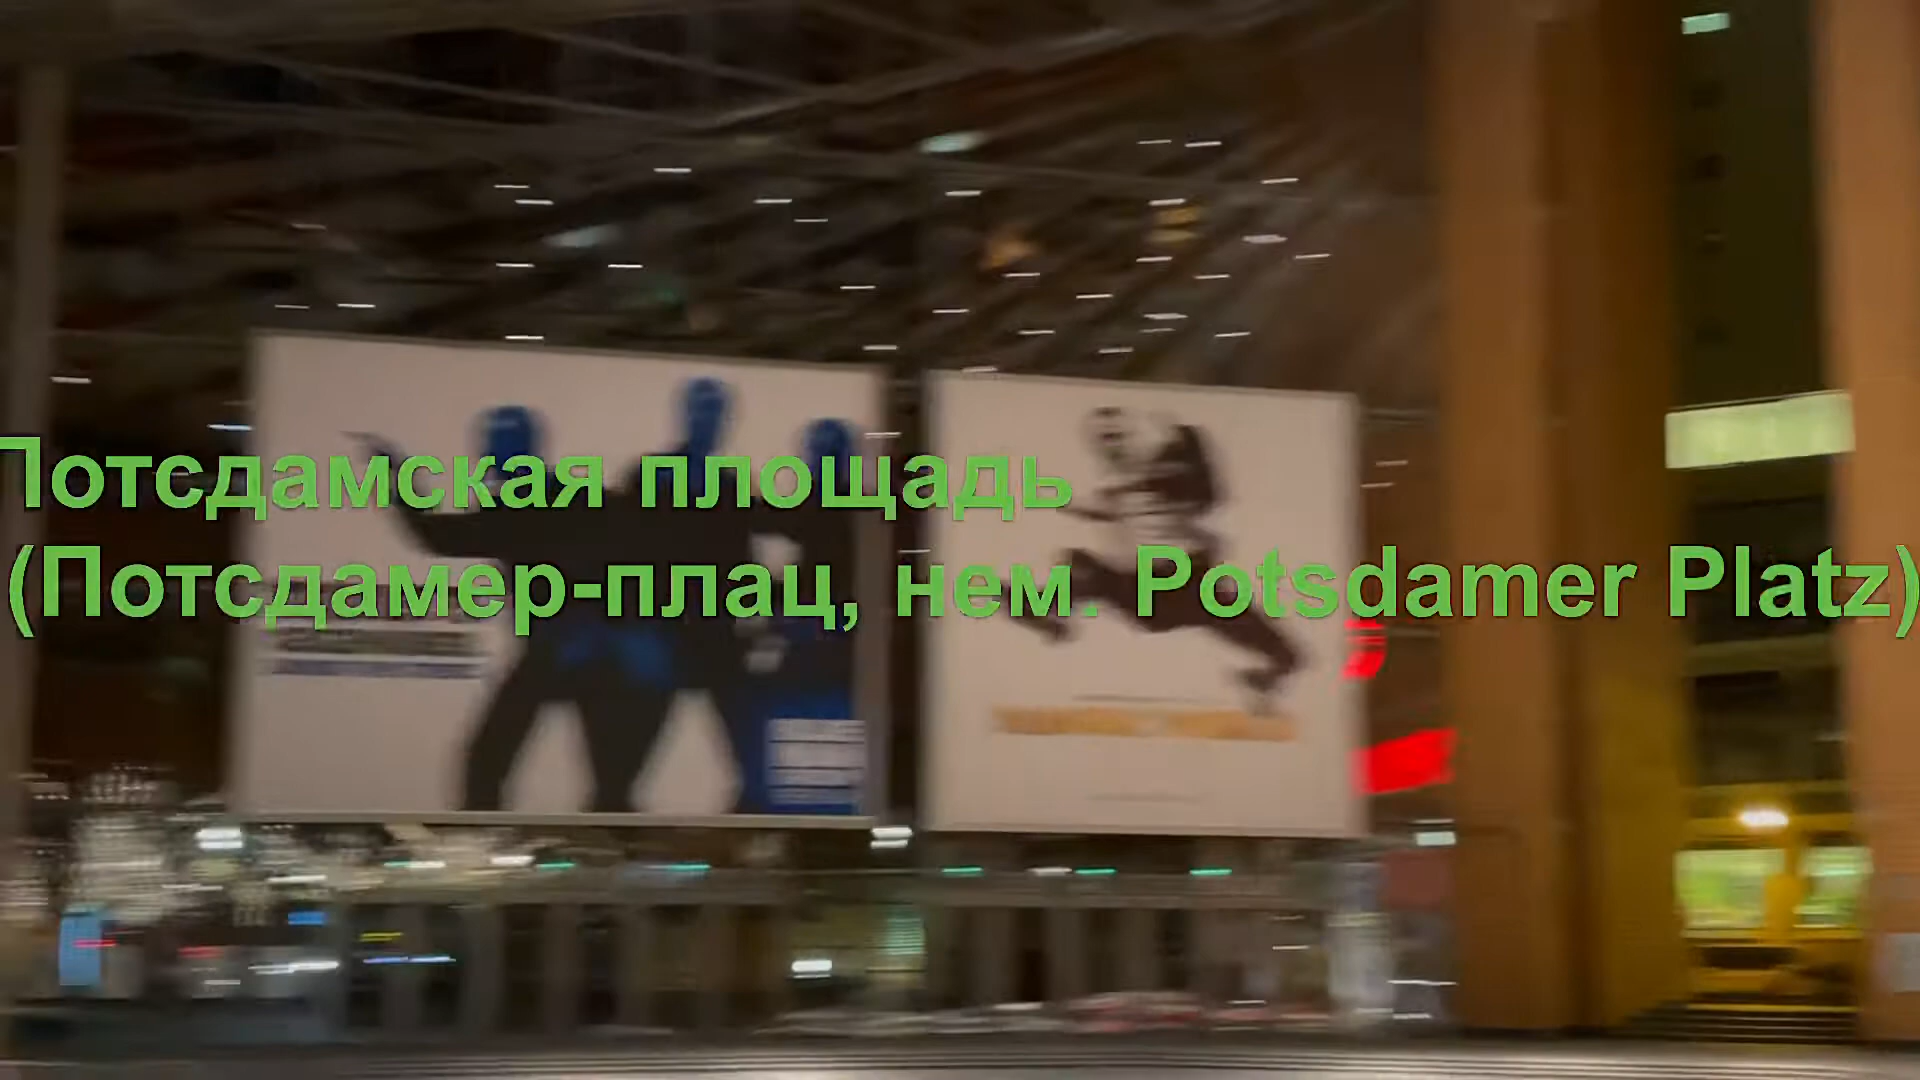 Потсдамская площадь
(Потсдамер-плац, нем. Potsdamer Platz)